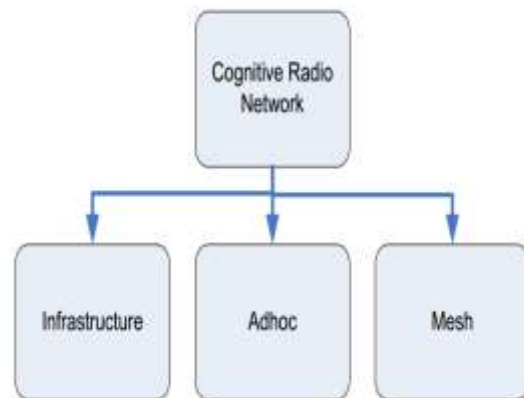 Cognitive Radio
Network
Infrastructure
Adhoc
Mesh